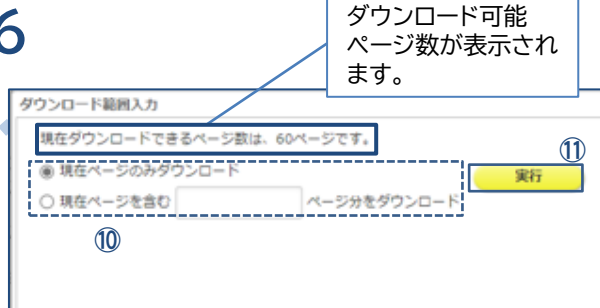 6
ダウンロード可能
ページ数が表示され
ます。
ダウンロード範囲入力
現在ダウンロードできるページ数は、60ページです。
⑪
現在ページのみダウンロード
実行
現在ページを含む ページ分をダウンロード
⑩